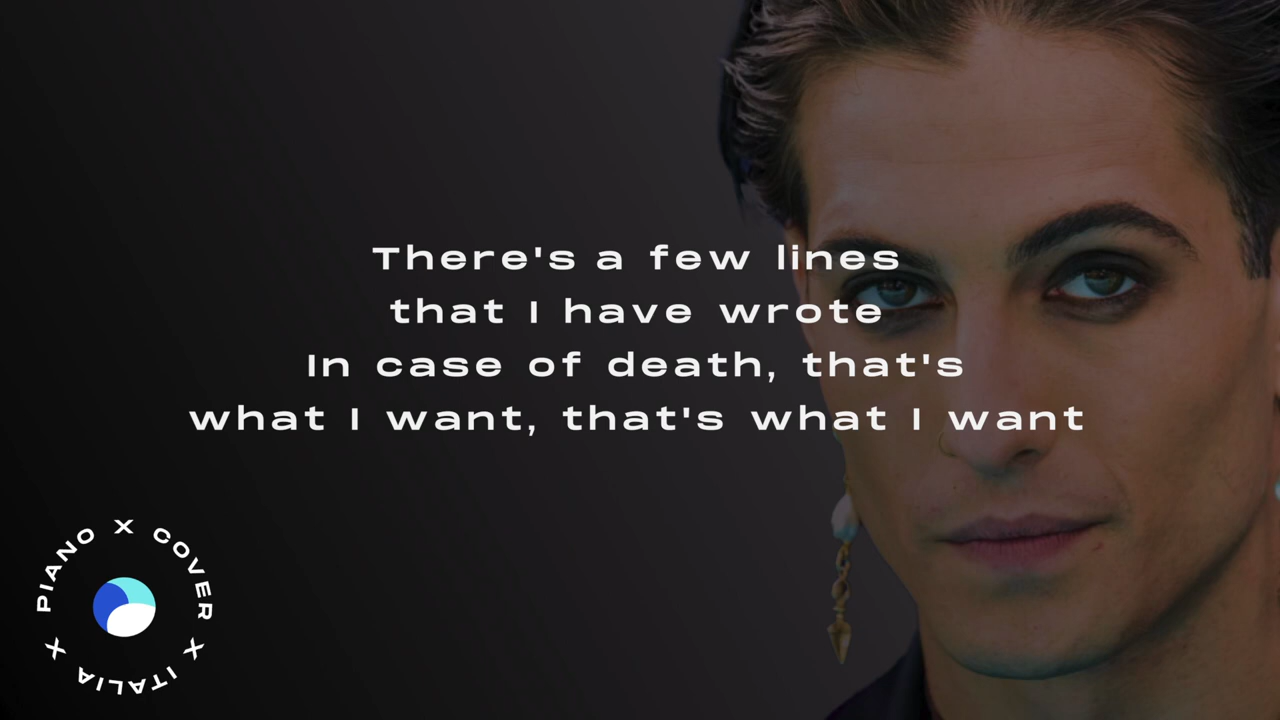 There's a few lines
that I have wrote
In case of death, that's
what I want, that's what I want
PIANO X COVER X ITALIA X